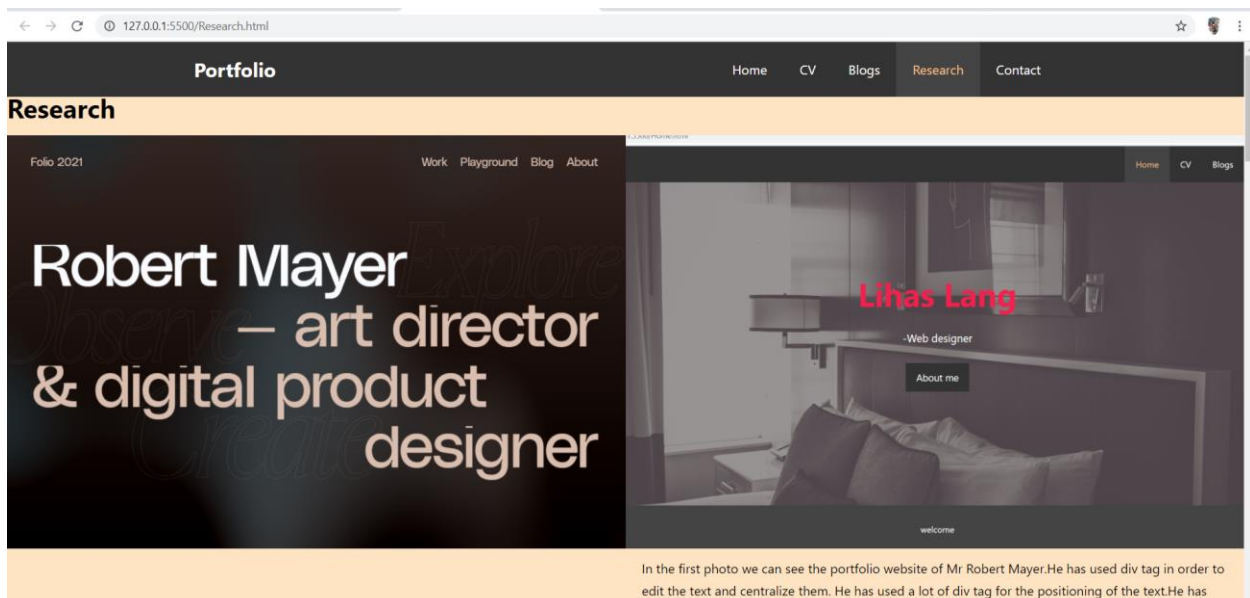 127.0.0.1:5500/Research.html
Portfolio
Home CV Blogs Research Contact
Research
Folio 2021
Work Playground Blog About
Explore
Robert Mayer
Observe
— art director
& digital product
Create
designer
Home CV Blogs
Lihas Lang
-Web designer
About me
welcome
In the first photo we can see the portfolio website of Mr Robert Mayer.He has used div tag in order to
edit the text and centralize them. He has used a lot of div tag for the positioning of the text.He has